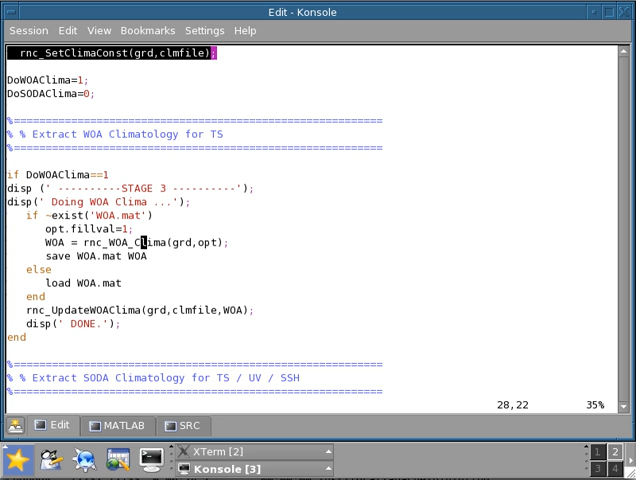 Edit - Konsole
Session Edit View Bookmarks Settings Help
rnc_SetClimaConst(grd,clmfile);
DoWOAClima=1;
DoSODAClima=0;
%==========================================================
% % Extract WOA Climatology for TS
%==========================================================
if DoWOAClima==1
disp (' ----------STAGE 3 ----------');
disp(' Doing WOA Clima ...');
if ~exist('WOA.mat')
opt.fillval=1;
WOA = rnc_WOA_Clima(grd,opt);
save WOA.mat WOA
else
load WOA.mat
end
rnc_UpdateWOAClima(grd,clmfile,WOA);
disp(' DONE.');
end
%==========================================================
% % Extract SODA Climatology for TS / UV / SSH
%==========================================================
28,22 35%
Edit MATLAB SRC
XTerm [2]
Konsole [3]
1 2
3 4